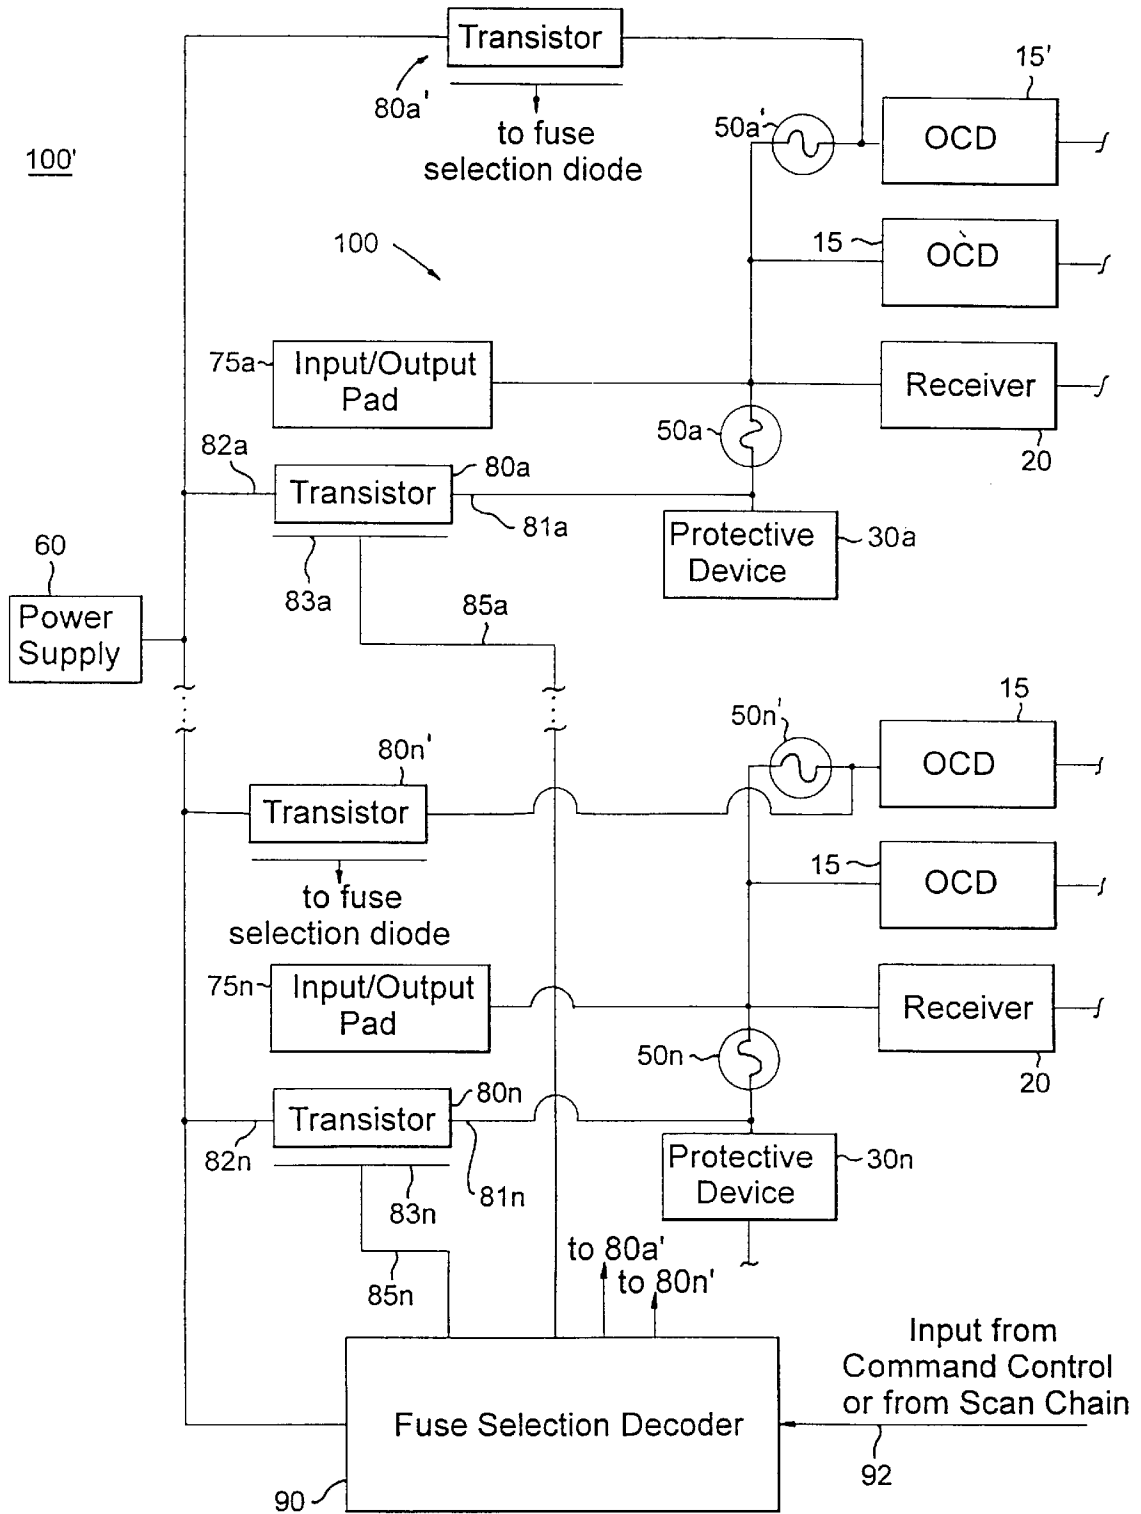 Transistor
80a'
to fuse
selection diode
15'
50a'
OCD
100'
100
15
OCD
75a
Input/Output
Pad
Receiver
20
50a
82a
80a
Transistor
81a
83a
Protective
Device
30a
60
Power
Supply
85a
15
50n'
80n'
OCD
Transistor
15
OCD
to fuse
selection diode
75n
Input/Output
Pad
Receiver
20
50n
80n
Transistor
82n
81n
83n
Protective
Device
30n
85n
to 80a'
to 80n'
Input from
Command Control
or from Scan Chain
Fuse Selection Decoder
92
90